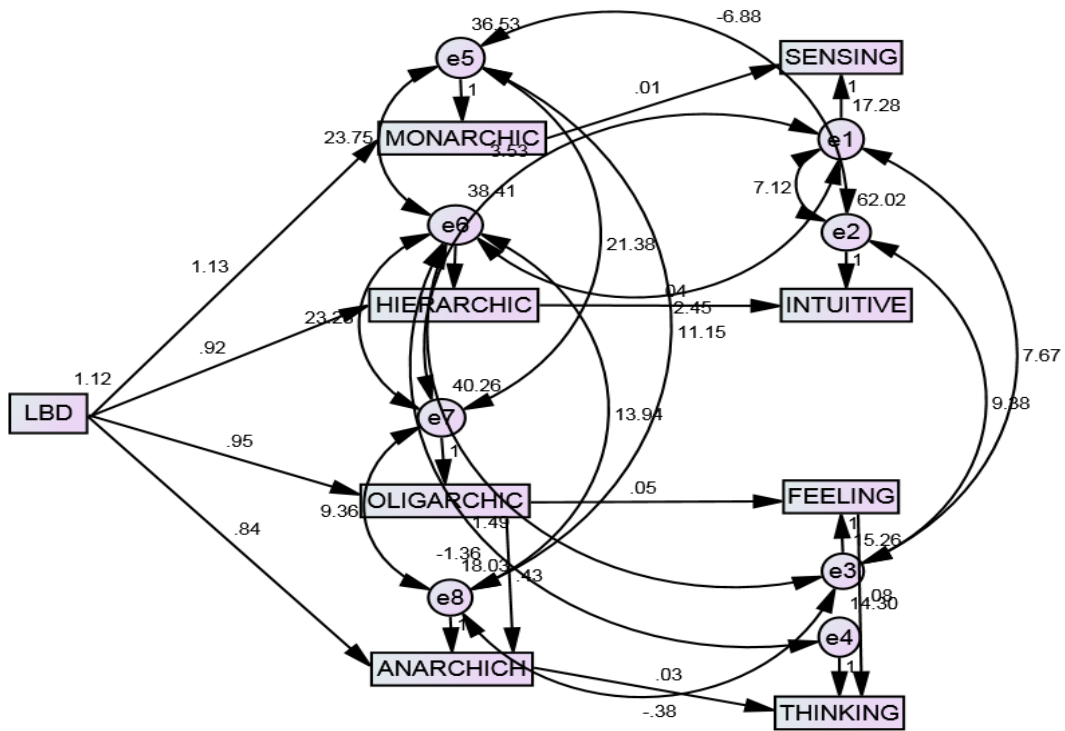 36.53
-6.88
SENSING
e5
1
.01
1
17.28
MONARCHIC
23.75
3.53
e1
7.12
38.41
62.02
e6
e2
1.13
21.38
1
.04
HIERARCHIC
2.45
INTUITIVE
23.28
11.15
.92
7.67
1.12
40.26
LBD
e7
13.94
9.38
.95
1
.05
FEELING
OLIGARCHIC
9.36
1.49
1
.84
-1.36
15.26
18.03
.43
e3
e8
.08
14.30
1
e4
ANARCHICH
.03
1
-.38
THINKING